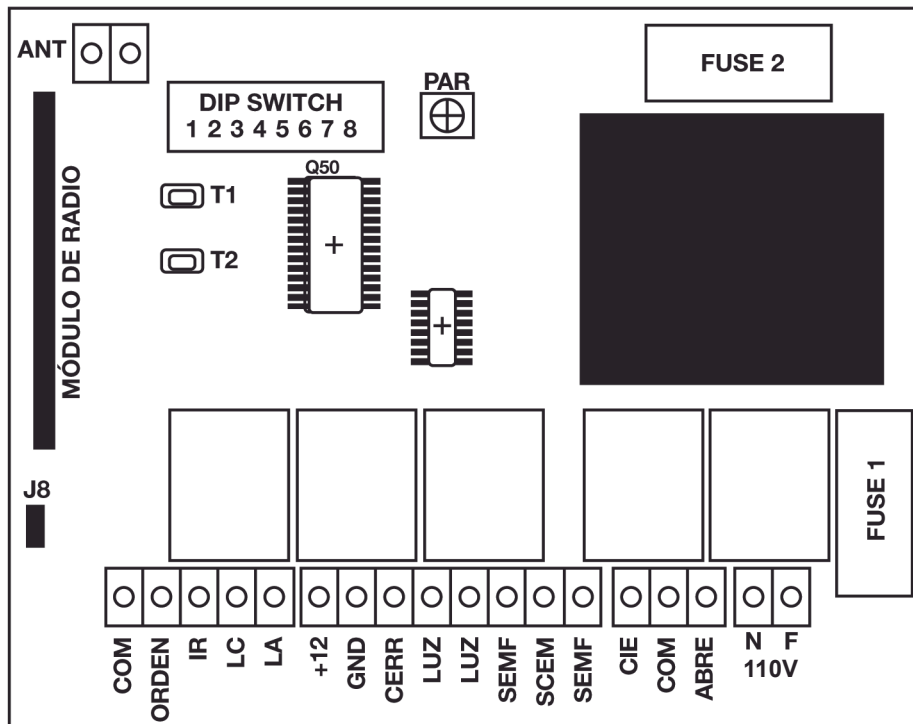 ANT
FUSE 2
PAR
DIP SWITCH
1 2 3 4 5 6 7 8
Q50
T1
T2
MÓDULO DE RADIO
J8
FUSE 1
COM
ORDEN
IR
LC
LA
+12
GND
CERR
LUZ
LUZ
SEMF
SCEM
SEMF
CIE
COM
ABRE
N F
110V